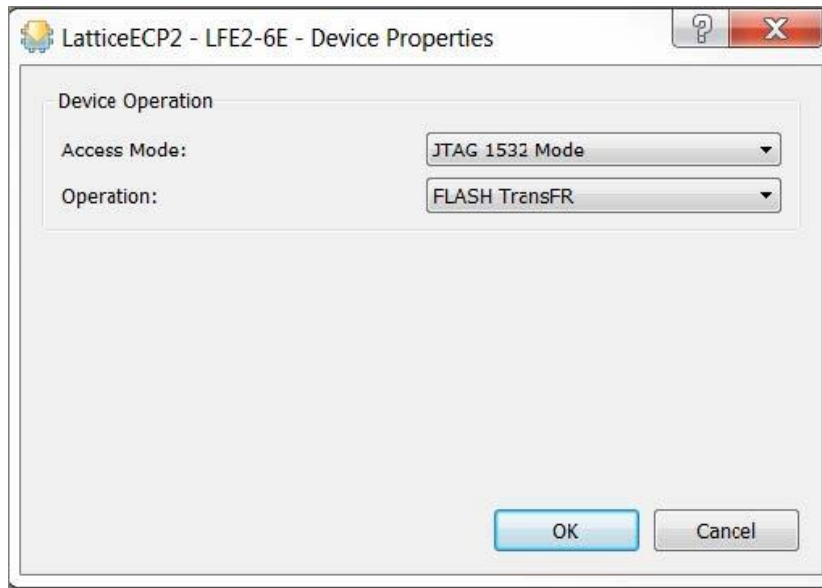 LatticeECP2 - LFE2-6E - Device Properties
Device Operation
Access Mode: JTAG 1532 Mode
Operation: FLASH TransFR
OK Cancel